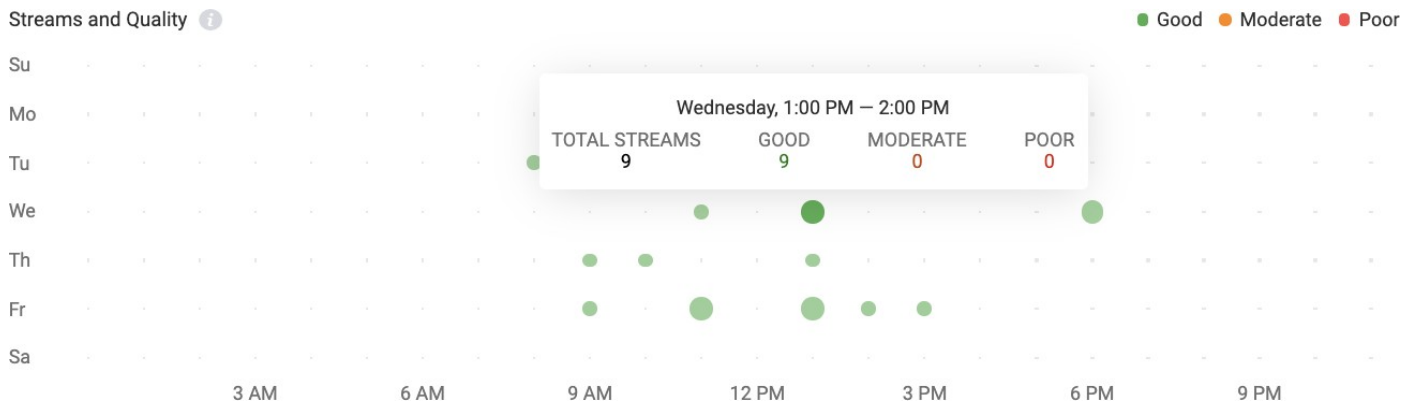 Streams and Quality i
Good Moderate Poor
Su
Wednesday, 1:00 PM — 2:00 PM
Mo
TOTAL STREAMS GOOD MODERATE POOR
9 9 0 0
Tu
We
Th
Fr
Sa
3 AM 6 AM 9 AM 12 PM 3 PM 6 PM 9 PM